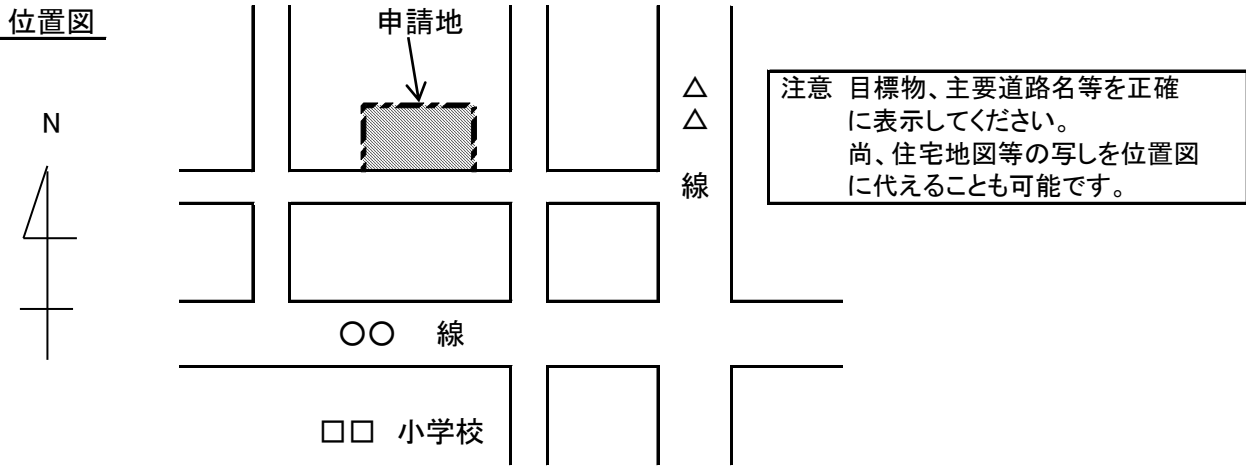 位置図
申請地
N
△△線
注意 目標物、主要道路名等を正確
に表示してください。
尚、住宅地図等の写しを位置図
に代えることも可能です。
○○ 線
□□ 小学校